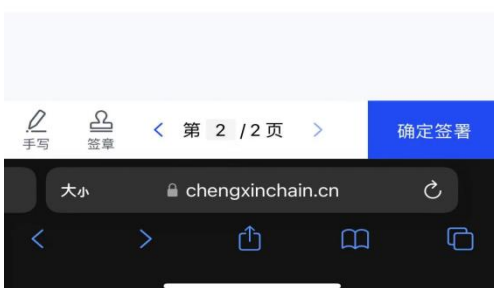 手写 签章 第 2 /2页 确定签署
大小 chengxinchain.cn